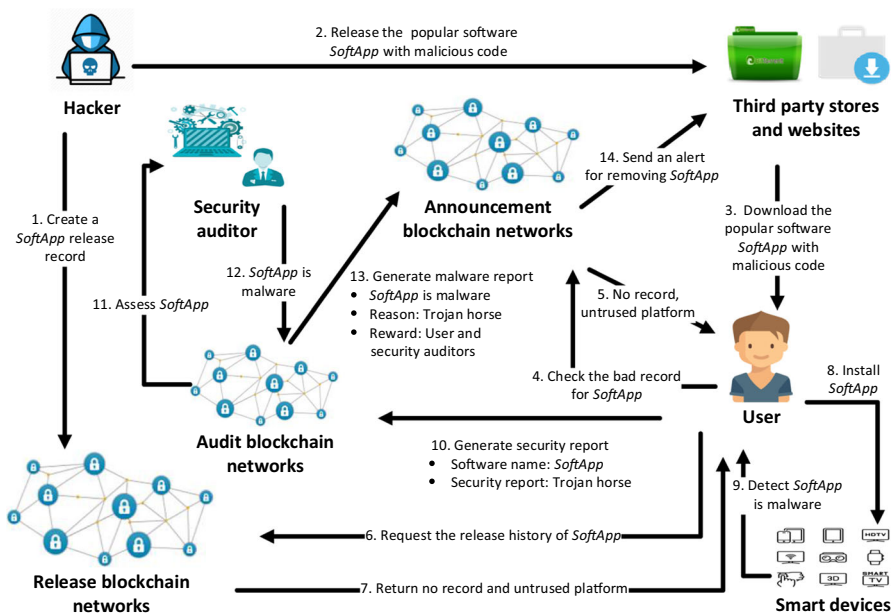 2. Release the popular software
SoftApp with malicious code
Hacker
Third party stores
and websites
14. Send an alert
for removing SoftApp
Security
auditor
Announcement
blockchain networks
1. Create a
SoftApp release
record
3. Download the
popular software
SoftApp with
malicious code
12. SoftApp is
malware
13. Generate malware report
• SoftApp is malware
• Reason: Trojan horse
• Reward: User and
security auditors
11. Assess SoftApp
5. No record,
untrused platform
4. Check the bad record
for SoftApp
8. Install
SoftApp
User
Audit blockchain
networks
10. Generate security report
• Software name: SoftApp
• Security report: Trojan horse
9. Detect SoftApp
is malware
6. Request the release history of SoftApp
HDTV
3D
SMART
TV
Release blockchain
networks
7. Return no record and untrused platform
Smart devices